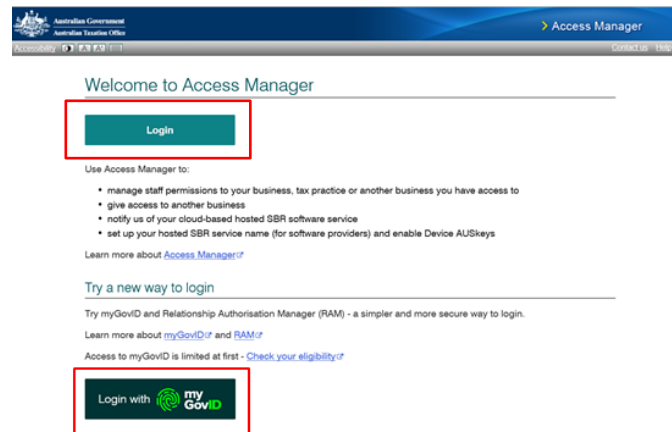 Australian Government
Australian Taxation Office
Access Manager
Accessibility
A A
Contact us Help
Welcome to Access Manager
Login
Use Access Manager to:
• manage staff permissions to your business, tax practice or another business you have access to
• give access to another business
• notify us of your cloud-based hosted SBR software service
• set up your hosted SBR service name (for software providers) and enable Device AUSkeys
Learn more about Access Manager
Try a new way to login
Try myGovID and Relationship Authorisation Manager (RAM) - a simpler and more secure way to login.
Learn more about myGovID and RAM
Access to myGovID is limited at first - Check your eligibility
Login with my GovID